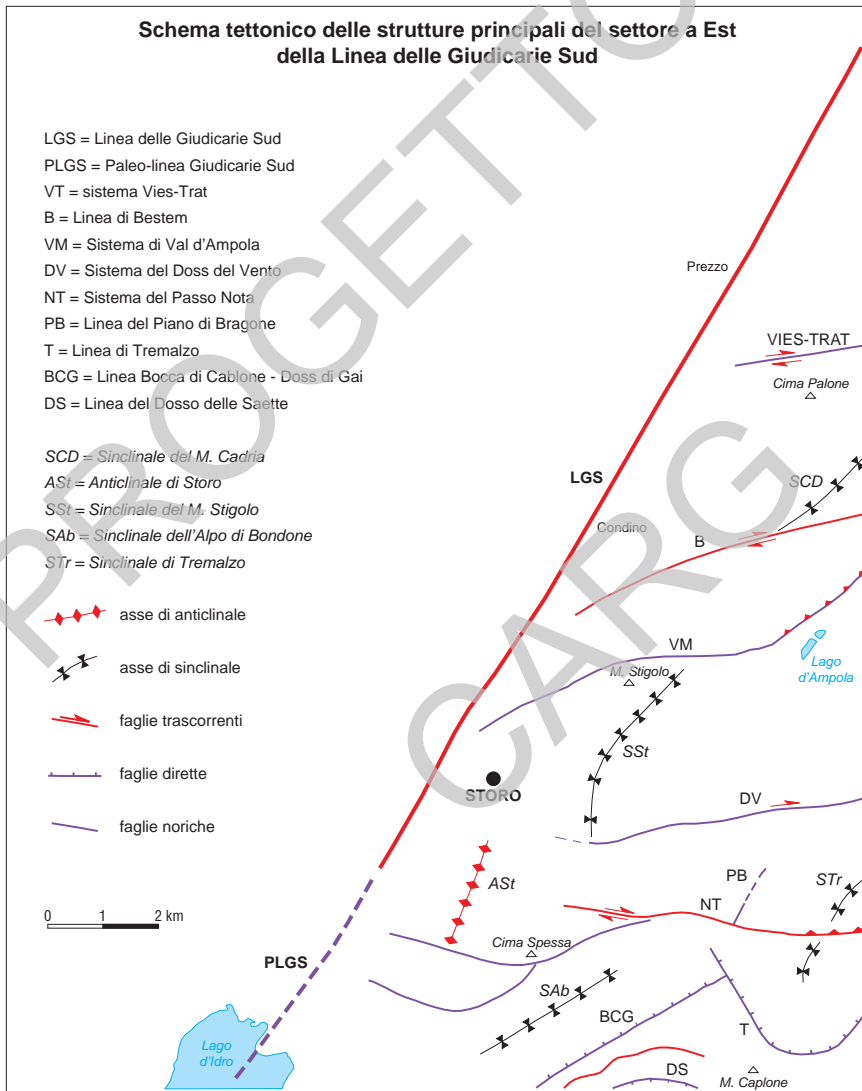 Schema tettonico delle strutture principali del settore a Est
della Linea delle Giudicarie Sud
LGS = Linea delle Giudicarie Sud
PLGS = Paleo-linea Giudicarie Sud
VT = sistema Vies-Trat
B = Linea di Bestem
VM = Sistema di Val d'Ampola
DV = Sistema del Doss del Vento
NT = Sistema del Passo Nota
PB = Linea del Piano di Bragone
T = Linea di Tremalzo
BCG = Linea Bocca di Cablone - Doss di Gai
DS = Linea del Dosso delle Saette
SCD = Sinclinale del M. Cadria
ASt = Anticlinale di Storo
SSt = Sinclinale del M. Stigolo
SAb = Sinclinale dell'Alpo di Bondone
STr = Sinclinale di Tremalzo
asse di anticlinale
asse di sinclinale
faglie trascorrenti
faglie dirette
faglie noriche
0 1 2 km
Prezzo
VIES-TRAT
Cima Palone
LGS
SCD
Condino
B
VM
M. Stigolo
Lago
d'Ampola
SSt
STORO
DV
PB
STr
ASt
NT
Cima Spessa
PLGS
SAb
BCG
T
Lago
d'Idro
DS
M. Caplone
PROGETTO
CARG